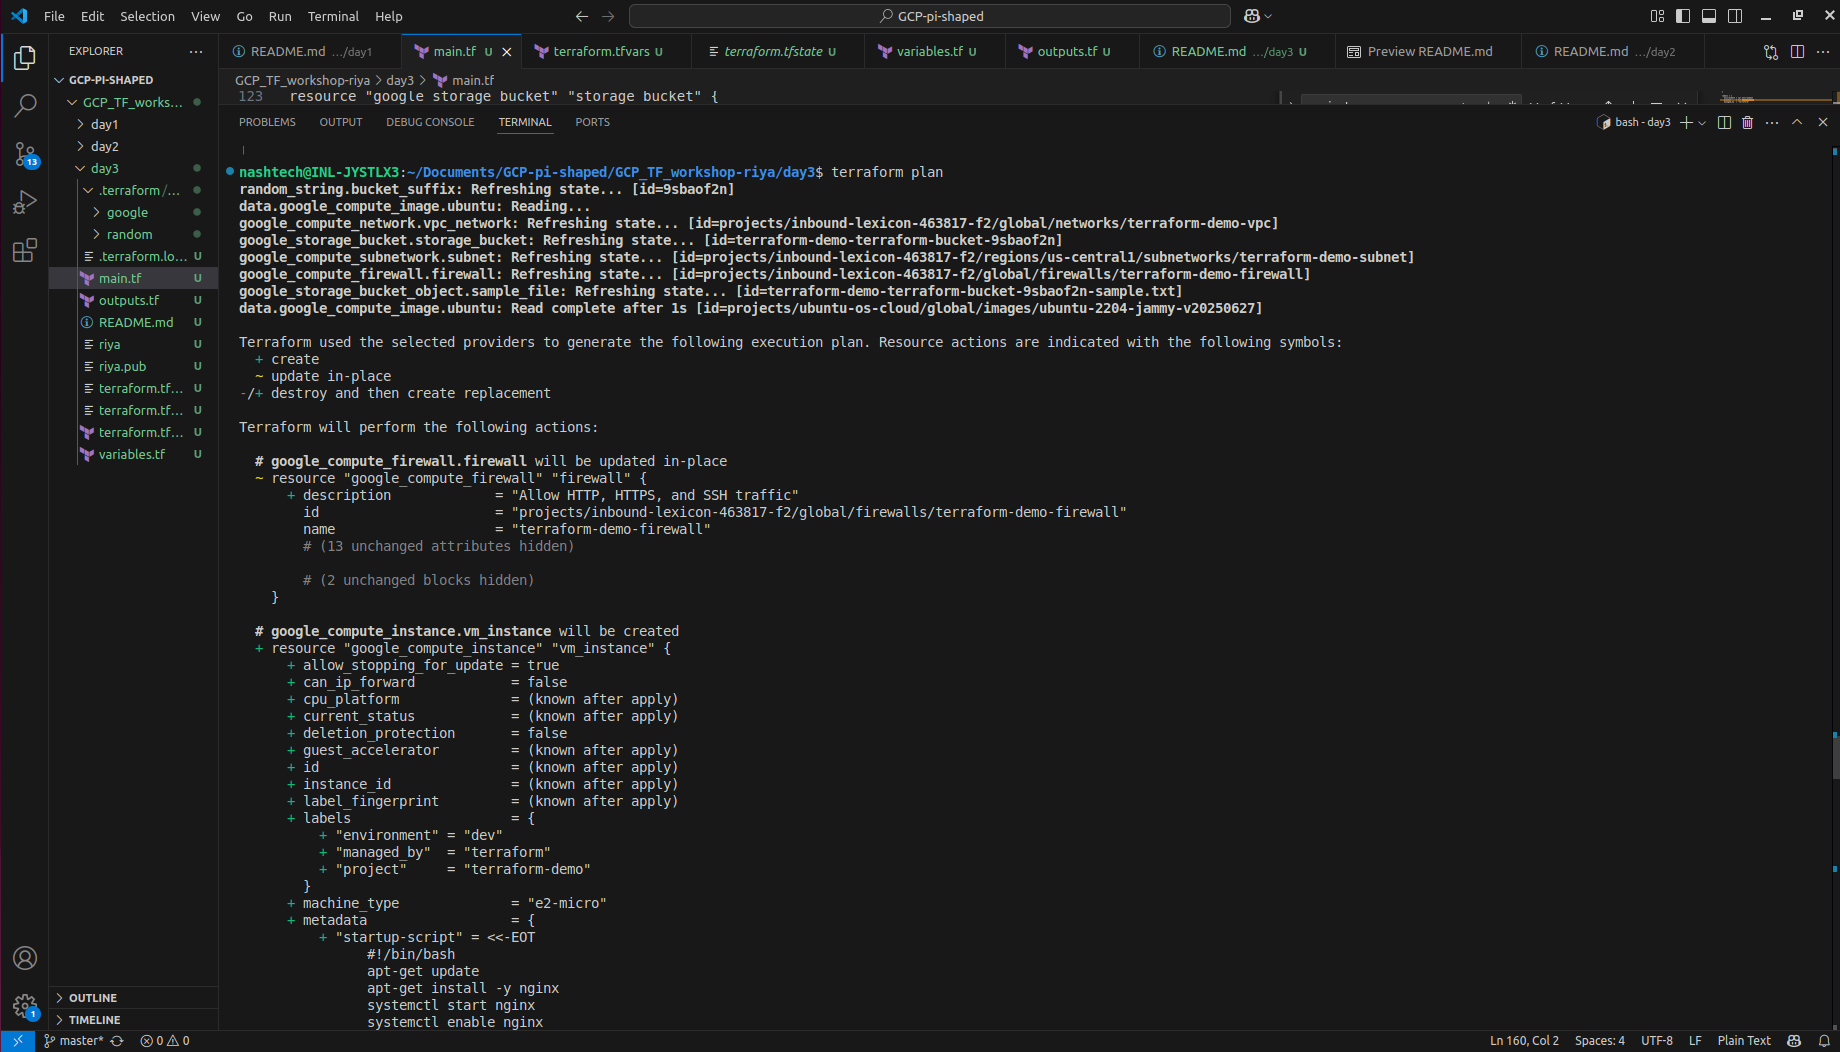 File Edit Selection View Go Run Terminal Help
GCP-pi-shaped
EXPLORER
README.md .../day1
main.tf U
terraform.tfvars U
terraform.tfstate U
variables.tf U
outputs.tf U
README.md .../day3 U
Preview README.md
README.md .../day2
GCP-PI-SHAPED
GCP_TF_works...
day1
day2
day3
.terraform /...
google
random
.terraform.lo... U
main.tf U
outputs.tf U
README.md U
riya U
riya.pub U
terraform.tf... U
terraform.tf... U
terraform.tf... U
variables.tf U
OUTLINE
TIMELINE
13
1
GCP_TF_workshop-riya > day3 > main.tf
123 resource "google_storage_bucket" "storage_bucket" {
PROBLEMS OUTPUT DEBUG CONSOLE TERMINAL PORTS
bash - day3
nashtech@INL-JYSTLX3:~/Documents/GCP-pi-shaped/GCP_TF_workshop-riya/day3$ terraform plan
random_string.bucket_suffix: Refreshing state... [id=9sbaof2n]
data.google_compute_image.ubuntu: Reading...
google_compute_network.vpc_network: Refreshing state... [id=projects/inbound-lexicon-463817-f2/global/networks/terraform-demo-vpc]
google_storage_bucket.storage_bucket: Refreshing state... [id=terraform-demo-terraform-bucket-9sbaof2n]
google_compute_subnetwork.subnet: Refreshing state... [id=projects/inbound-lexicon-463817-f2/regions/us-central1/subnetworks/terraform-demo-subnet]
google_compute_firewall.firewall: Refreshing state... [id=projects/inbound-lexicon-463817-f2/global/firewalls/terraform-demo-firewall]
google_storage_bucket_object.sample_file: Refreshing state... [id=terraform-demo-terraform-bucket-9sbaof2n-sample.txt]
data.google_compute_image.ubuntu: Read complete after 1s [id=projects/ubuntu-os-cloud/global/images/ubuntu-2204-jammy-v20250627]
Terraform used the selected providers to generate the following execution plan. Resource actions are indicated with the following symbols:
+ create
~ update in-place
-/+ destroy and then create replacement
Terraform will perform the following actions:
# google_compute_firewall.firewall will be updated in-place
~ resource "google_compute_firewall" "firewall" {
+ description = "Allow HTTP, HTTPS, and SSH traffic"
id = "projects/inbound-lexicon-463817-f2/global/firewalls/terraform-demo-firewall"
name = "terraform-demo-firewall"
# (13 unchanged attributes hidden)
# (2 unchanged blocks hidden)
}
# google_compute_instance.vm_instance will be created
+ resource "google_compute_instance" "vm_instance" {
+ allow_stopping_for_update = true
+ can_ip_forward = false
+ cpu_platform = (known after apply)
+ current_status = (known after apply)
+ deletion_protection = false
+ guest_accelerator = (known after apply)
+ id = (known after apply)
+ instance_id = (known after apply)
+ label_fingerprint = (known after apply)
+ labels = {
+ "environment" = "dev"
+ "managed_by" = "terraform"
+ "project" = "terraform-demo"
}
+ machine_type = "e2-micro"
+ metadata = {
+ "startup-script" = <<-EOT
#!/bin/bash
apt-get update
apt-get install -y nginx
systemctl start nginx
systemctl enable nginx
master* 0 0
Ln 160, Col 2 Spaces: 4 UTF-8 LF Plain Text